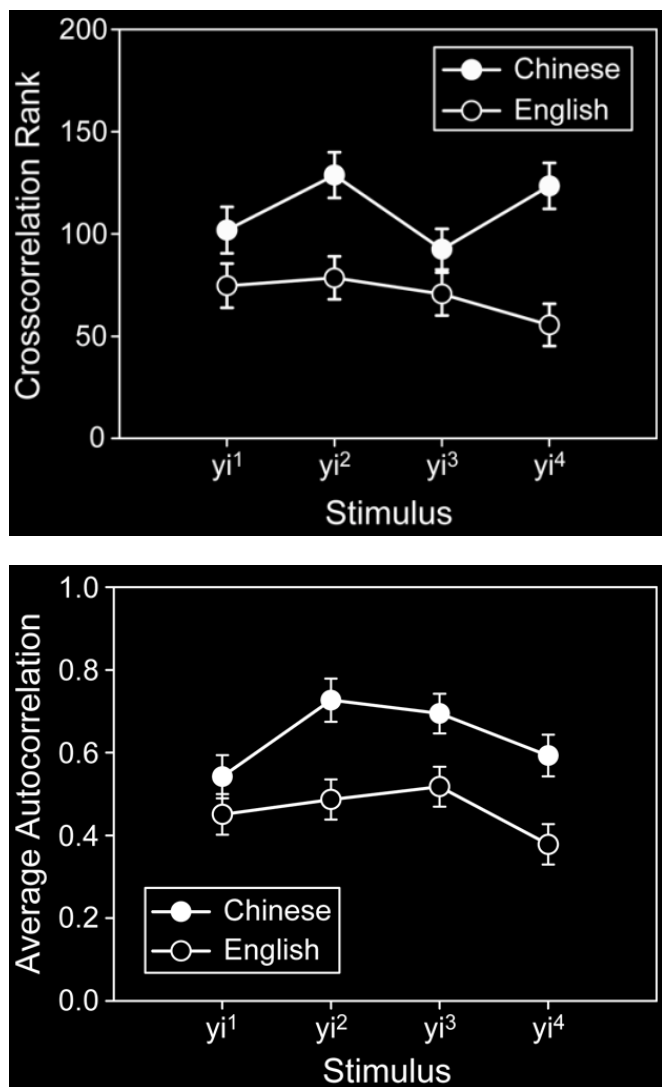 200
Chinese
English
150
100
50
0
Crosscorrelation Rank
yi¹ yi² yi³ yi⁴
Stimulus
1.0
0.8
0.6
0.4
Chinese
English
0.2
0.0
Average Autocorrelation
yi¹ yi² yi³ yi⁴
Stimulus